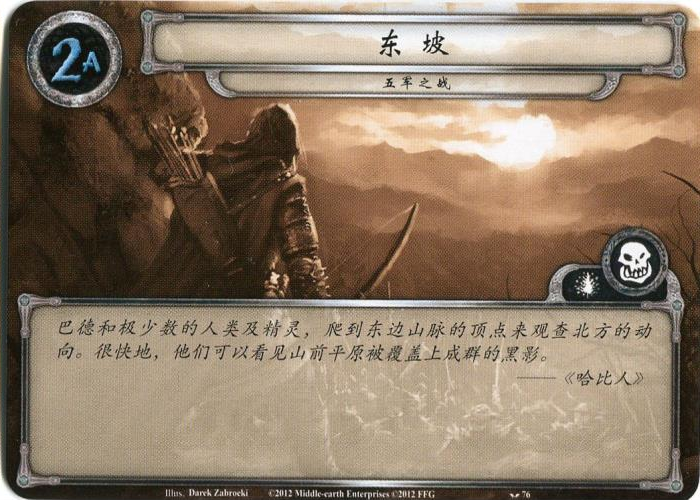 2A
东坡
五军之战
巴德和极少数的人类及精灵，爬到东边山脉的顶点来观查北方的动
向。很快地，他们可以看见山前平原被覆盖上成群的黑影。
——《哈比人》
Illus. Darek Zabrocki ©2012 Middle-earth Enterprises ©2012 FFG 76